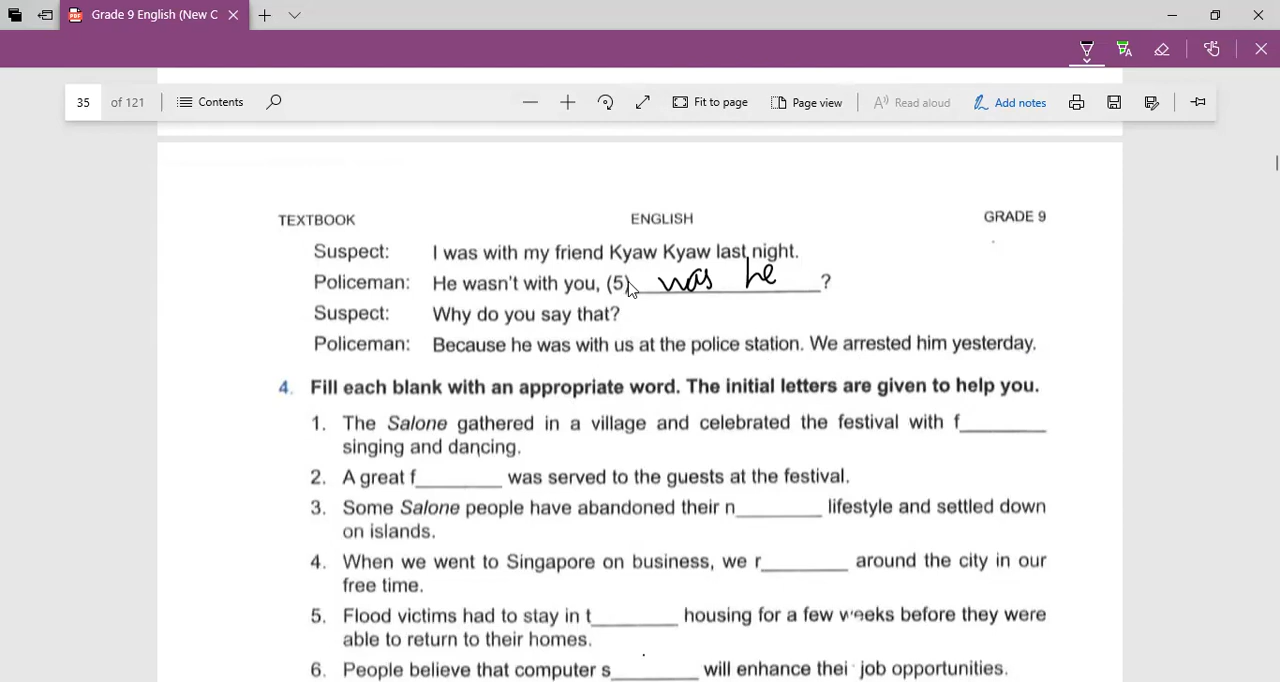 Grade 9 English (New C
35 of 121 Contents Fit to page Page view Read aloud Add notes
TEXTBOOK ENGLISH GRADE 9
Suspect: I was with my friend Kyaw Kyaw last night.
Policeman: He wasn't with you, (5) was he ?
Suspect: Why do you say that?
Policeman: Because he was with us at the police station. We arrested him yesterday.
4. Fill each blank with an appropriate word. The initial letters are given to help you.
1. The Salone gathered in a village and celebrated the festival with f________
singing and dancing.
2. A great f________ was served to the guests at the festival.
3. Some Salone people have abandoned their n________ lifestyle and settled down
on islands.
4. When we went to Singapore on business, we r________ around the city in our
free time.
5. Flood victims had to stay in t________ housing for a few weeks before they were
able to return to their homes.
6. People believe that computer s________ will enhance thei job opportunities.